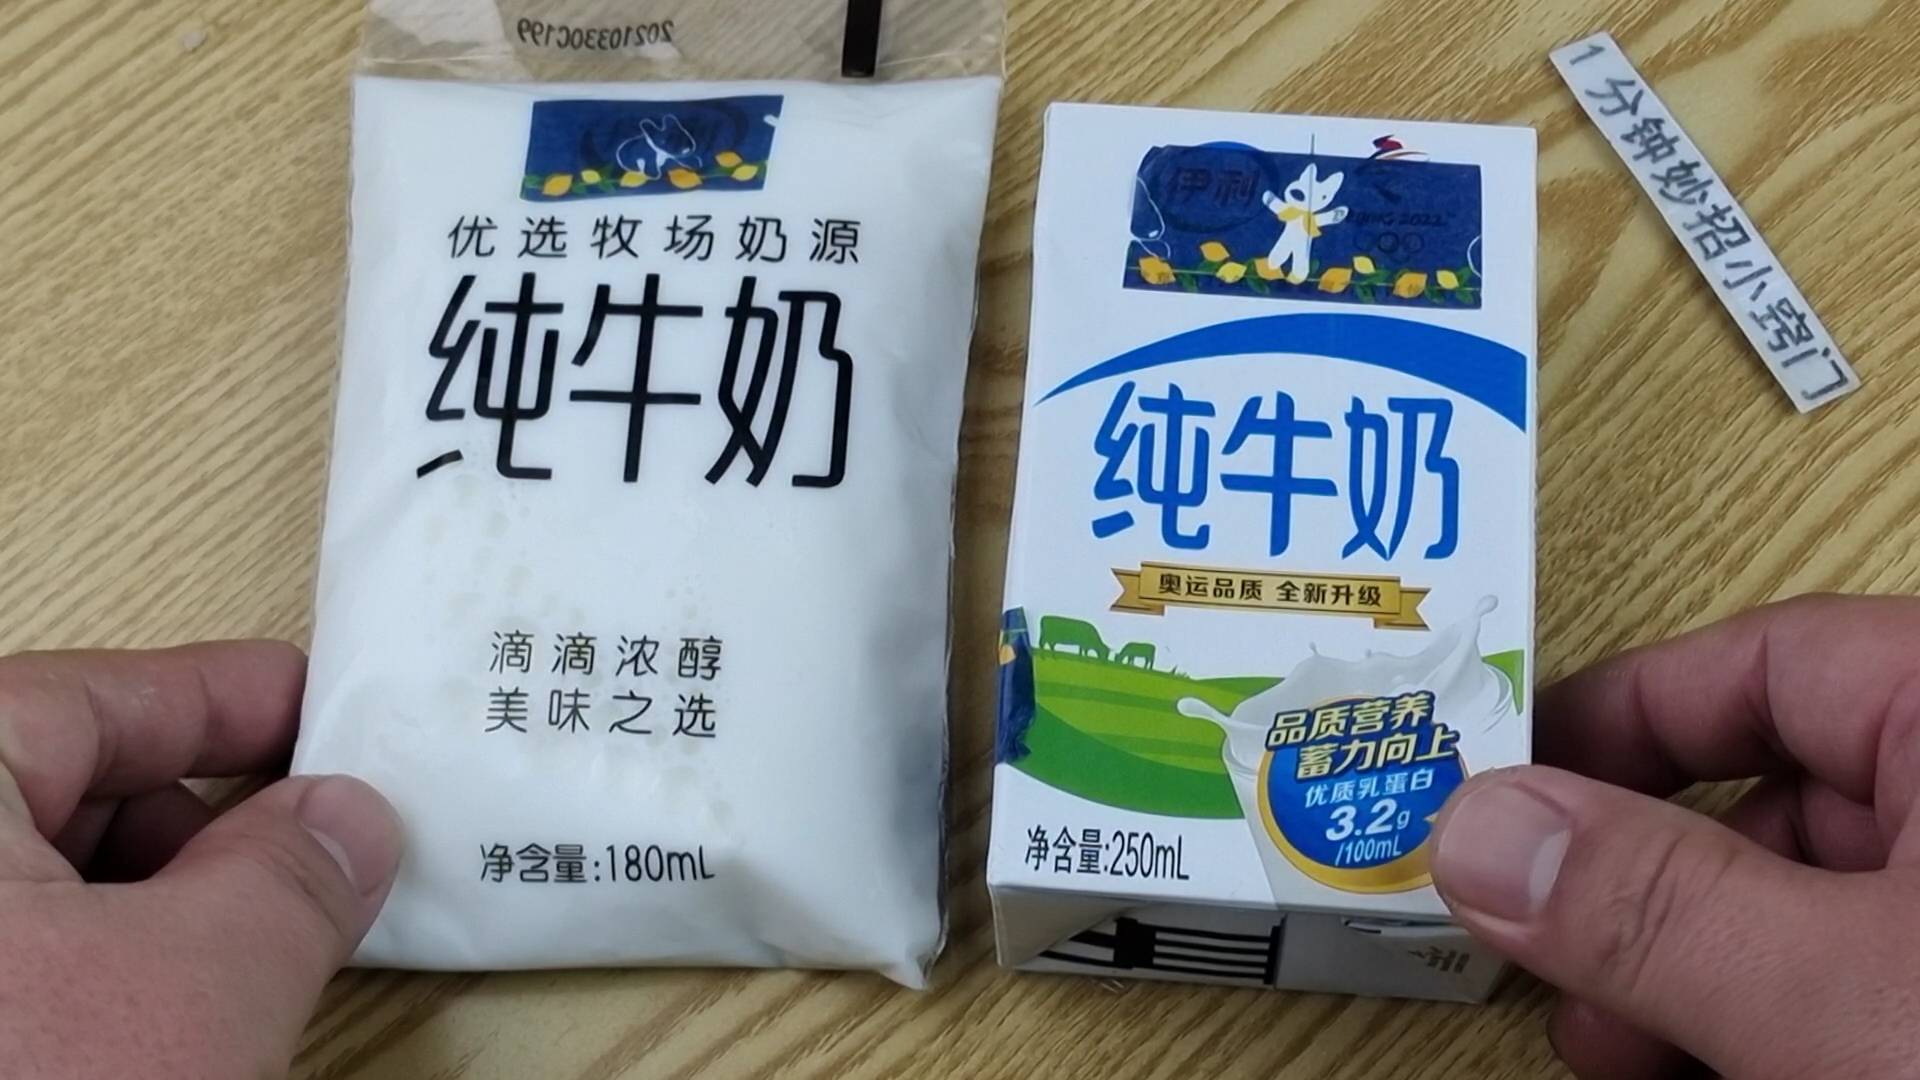 20210330C199
优选牧场奶源
纯牛奶
滴滴浓醇
美味之选
净含量:180mL
伊利
纯牛奶
奥运品质 全新升级
品质营养
蓄力向上
优质乳蛋白
3.2g
/100mL
净含量:250mL
1分钟妙招小窍门